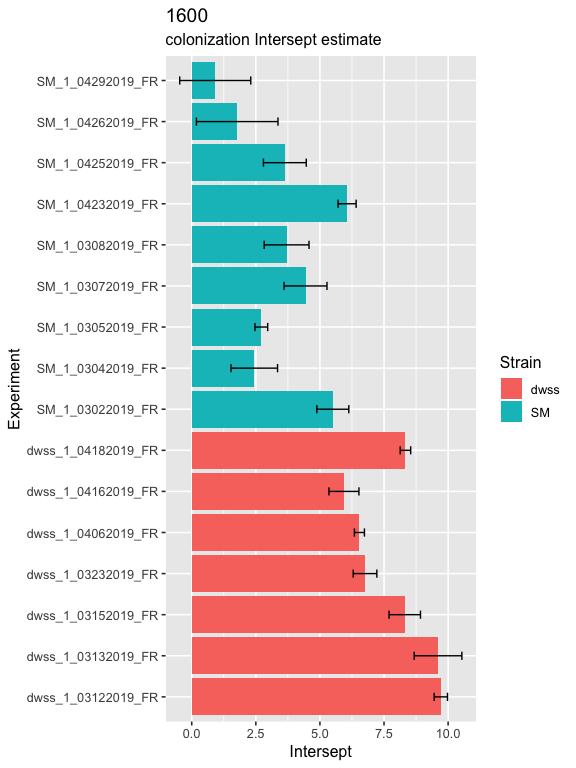 1600
colonization Intersept estimate
SM_1_04292019_FR
SM_1_04262019_FR
SM_1_04252019_FR
SM_1_04232019_FR
SM_1_03082019_FR
SM_1_03072019_FR
SM_1_03052019_FR
SM_1_03042019_FR
SM_1_03022019_FR
dwss_1_04182019_FR
dwss_1_04162019_FR
dwss_1_04062019_FR
dwss_1_03232019_FR
dwss_1_03152019_FR
dwss_1_03132019_FR
dwss_1_03122019_FR
Experiment
0.0 2.5 5.0 7.5 10.0
Intersept
Strain
dwss
SM